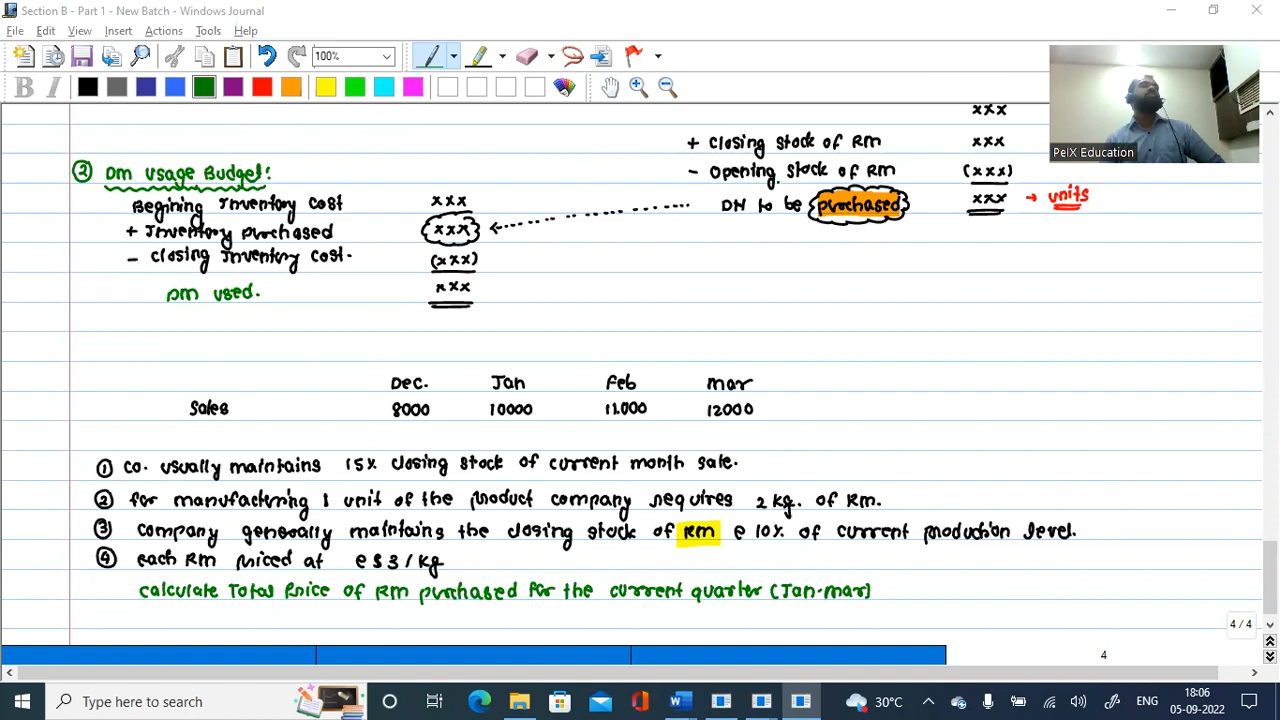 Section B - Part 1 - New Batch - Windows Journal
File Edit View Insert Actions Tools Help
100%
B I
xxx
+ closing stock of RM xxx
- opening stock of RM (xxx)
DM to be purchased xxx → units
③ DM usage Budget:
Begining Inventory cost xxx
+ Inventory purchased xxx
- closing Inventory cost. (xxx)
DM used. xxx
Dec. Jan Feb Mar
Sales 8000 10000 11.000 12000
① co. usually maintains 15% closing stock of current month sale.
② for manufacturing 1 unit of the product company requires 2 kg. of RM.
③ company generally maintains the closing stock of RM @ 10% of current production level.
④ each RM priced at @ $3/kg
calculate Total Price of RM purchased for the current quarter (Jan-mar)
PelX Education
4 / 4
4
Type here to search
30°C
ENG
18:06
05-09-2022